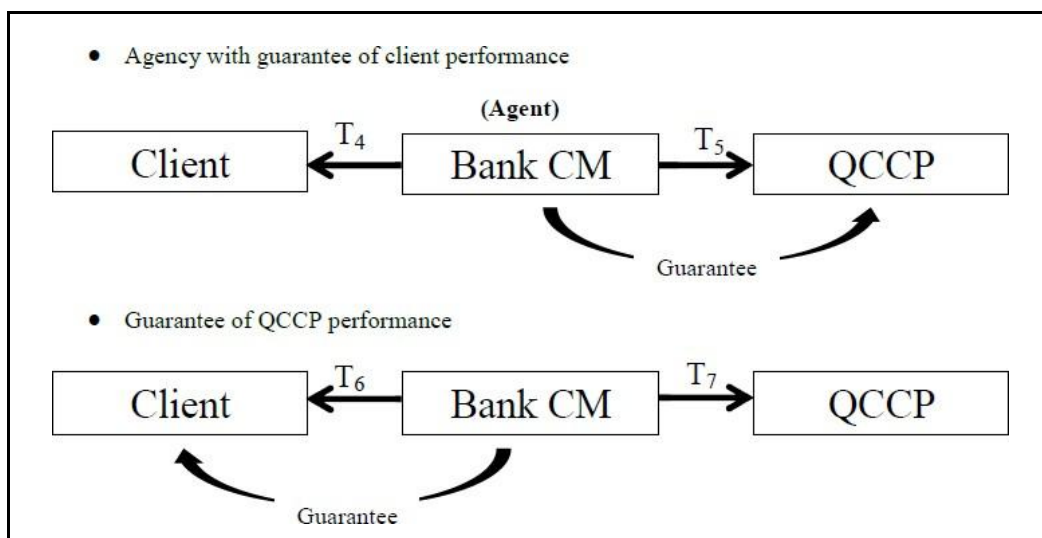 ● Agency with guarantee of client performance
(Agent)
Client T₄ Bank CM T₅ QCCP
Guarantee
● Guarantee of QCCP performance
Client T₆ Bank CM T₇ QCCP
Guarantee